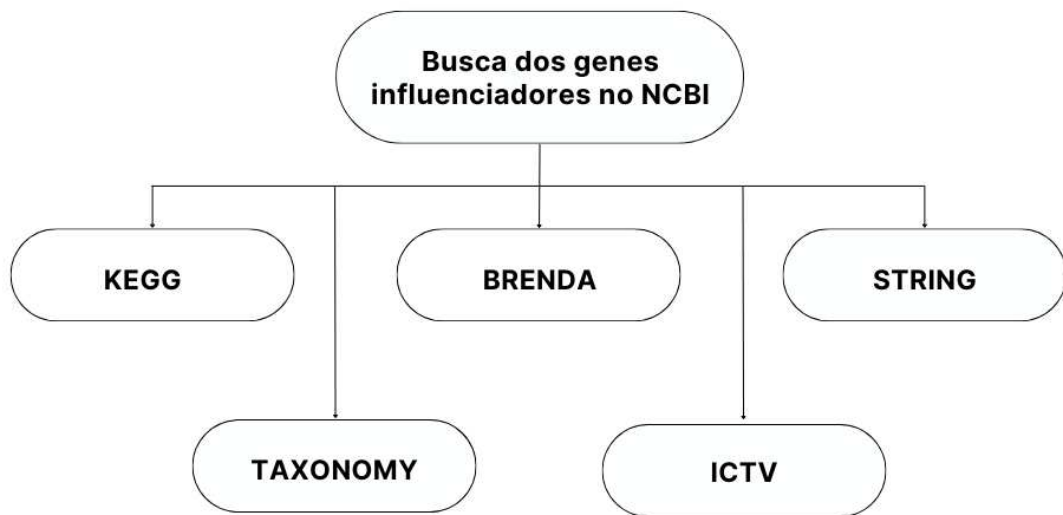 Busca dos genes
influenciadores no NCBI
KEGG
BRENDA
STRING
TAXONOMY
ICTV